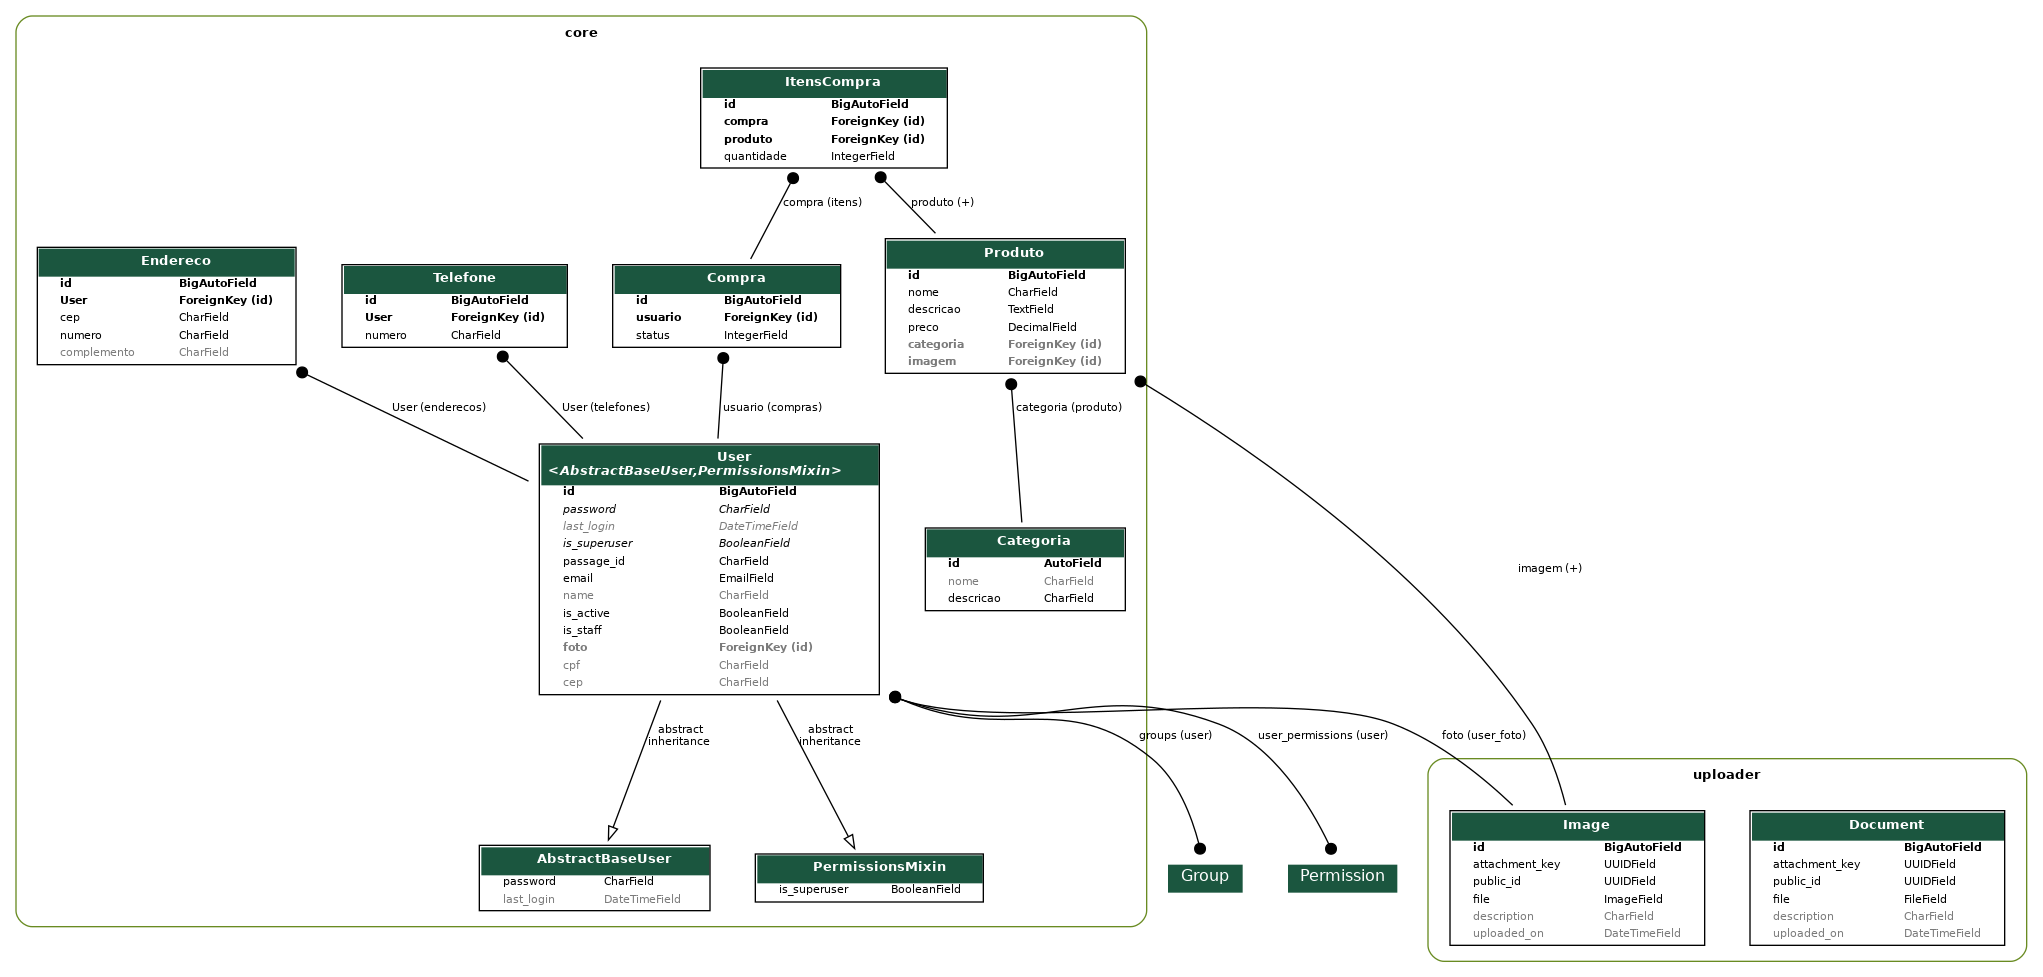 core
ItensCompra
id BigAutoField
compra ForeignKey (id)
produto ForeignKey (id)
quantidade IntegerField
compra (itens)
produto (+)
Endereco
id BigAutoField
User ForeignKey (id)
cep CharField
numero CharField
complemento CharField
Telefone
id BigAutoField
User ForeignKey (id)
numero CharField
Compra
id BigAutoField
usuario ForeignKey (id)
status IntegerField
Produto
id BigAutoField
nome CharField
descricao TextField
preco DecimalField
categoria ForeignKey (id)
imagem ForeignKey (id)
User (enderecos)
User (telefones)
usuario (compras)
categoria (produto)
User
<AbstractBaseUser,PermissionsMixin>
id BigAutoField
password CharField
last_login DateTimeField
is_superuser BooleanField
passage_id CharField
email EmailField
name CharField
is_active BooleanField
is_staff BooleanField
foto ForeignKey (id)
cpf CharField
cep CharField
Categoria
id AutoField
nome CharField
descricao CharField
imagem (+)
abstract
inheritance
abstract
inheritance
groups (user)
user_permissions (user)
foto (user_foto)
AbstractBaseUser
password CharField
last_login DateTimeField
PermissionsMixin
is_superuser BooleanField
Group
Permission
uploader
Image
id BigAutoField
attachment_key UUIDField
public_id UUIDField
file ImageField
description CharField
uploaded_on DateTimeField
Document
id BigAutoField
attachment_key UUIDField
public_id UUIDField
file FileField
description CharField
uploaded_on DateTimeField